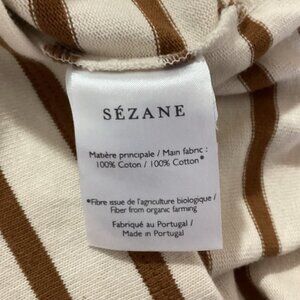 SÉZANE
Matière principale / Main fabric :
100% Coton / 100% Cotton*
*Fibre issue de l'agriculture biologique /
Fiber from organic farming
Fabriqué au Portugal /
Made in Portugal